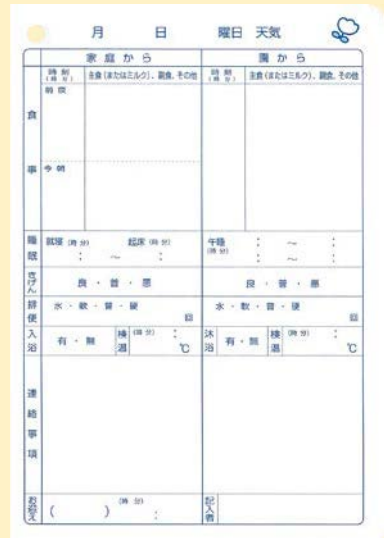 月 日 曜日 天気
家庭から 園から
時刻 (時 分) 主食(またはミルク)、副食、その他 時刻 (時 分) 主食(またはミルク)、副食、その他
食事
前夜
今朝
睡眠 就寝(時 分) 起床(時 分) 午睡(時 分) : ～ :
: ～ : : ～ :
きげん 良・普・悪 良・普・悪
排便 水・軟・普・硬 回 水・軟・普・硬 回
入浴 有・無 検温 (時 分) : ℃ 沐浴 有・無 検温 (時 分) : ℃
連絡事項
お迎え ( ) (時 分) : 記入者